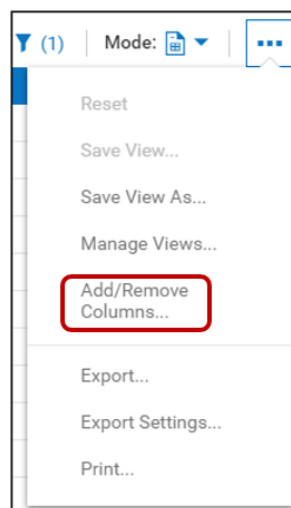 (1) Mode:
Reset
Save View...
Save View As...
Manage Views...
Add/Remove
Columns...
Export...
Export Settings...
Print...